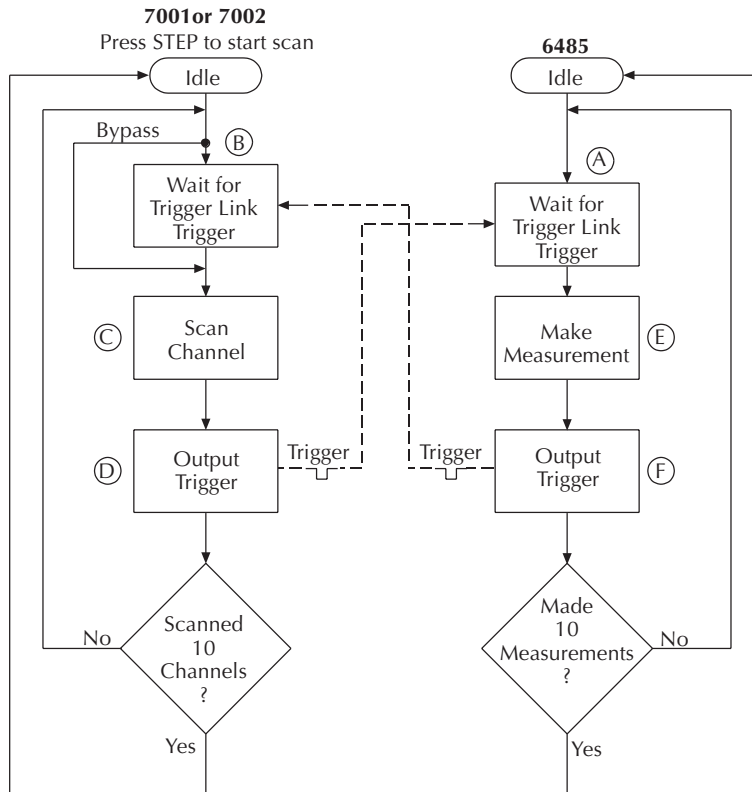 7001or 7002
Press STEP to start scan
Idle
Bypass
B
Wait for
Trigger Link
Trigger
C
Scan
Channel
D
Output
Trigger
Trigger
Scanned
10
Channels
?
No
Yes
6485
Idle
A
Wait for
Trigger Link
Trigger
Make
Measurement
E
Trigger
Output
Trigger
F
Made
10
Measurements
?
No
Yes